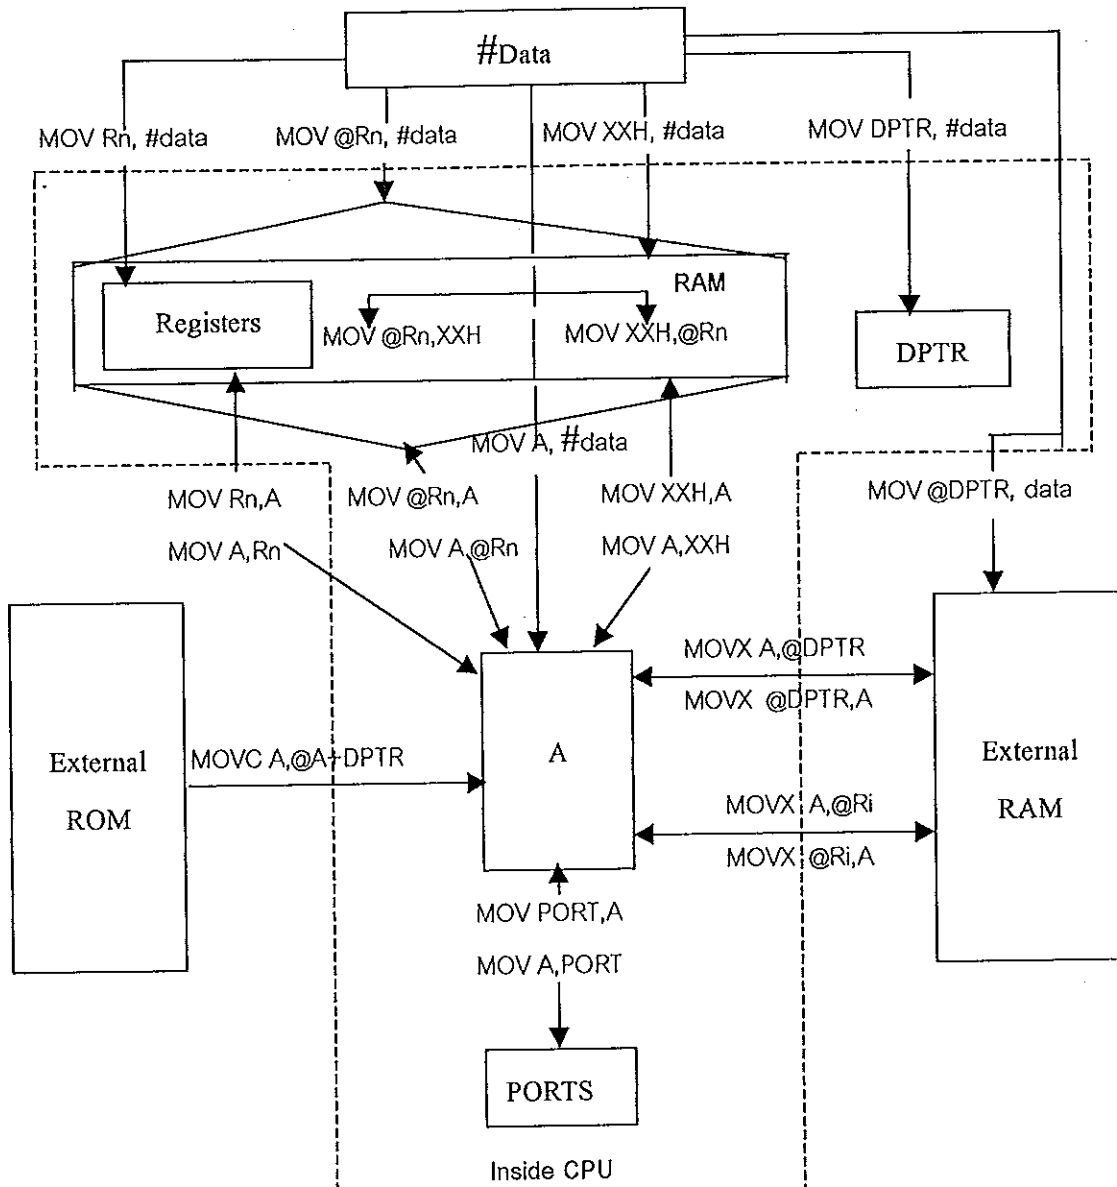 #Data
MOV Rn, #data
MOV @Rn, #data
MOV XXH, #data
MOV DPTR, #data
RAM
Registers
MOV @Rn,XXH
MOV XXH,@Rn
DPTR
MOV A, #data
MOV Rn,A
MOV @Rn,A
MOV XXH,A
MOV @DPTR, data
MOV A,Rn
MOV A,@Rn
MOV A,XXH
MOVX A,@DPTR
MOVX @DPTR,A
External
ROM
MOVC A,@A+DPTR
A
External
RAM
MOVX A,@Ri
MOVX @Ri,A
MOV PORT,A
MOV A,PORT
PORTS
Inside CPU